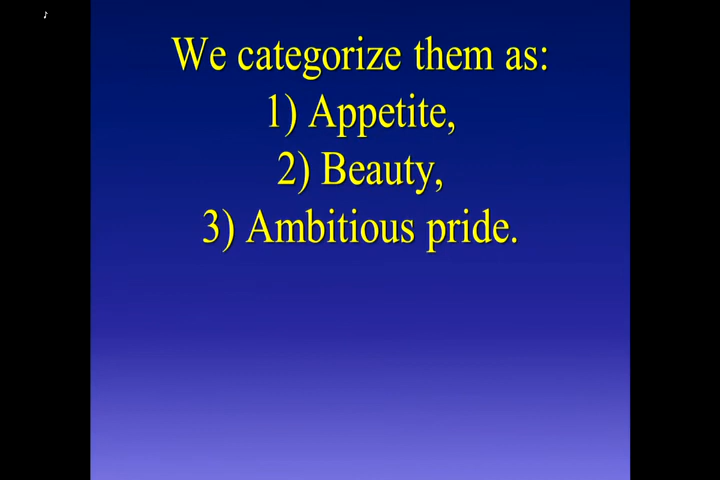 We categorize them as:
1) Appetite,
2) Beauty,
3) Ambitious pride.